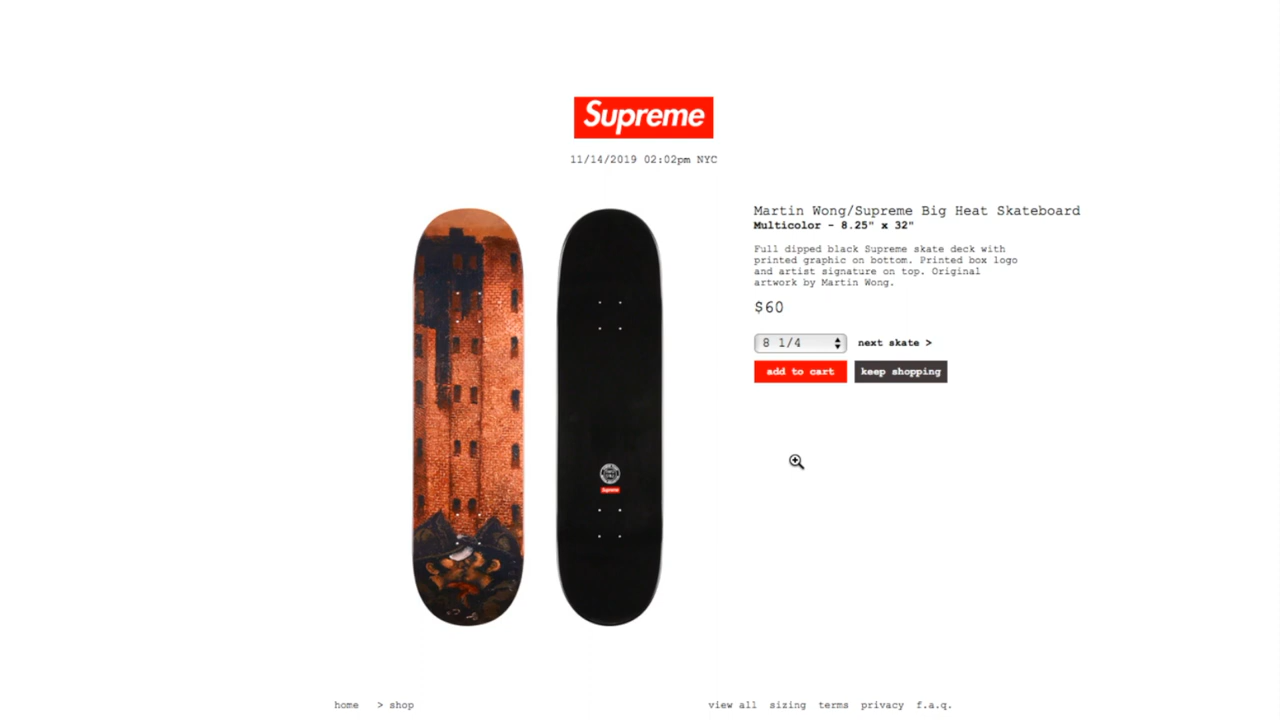 Supreme
11/14/2019 02:02pm NYC
Martin Wong/Supreme Big Heat Skateboard
Multicolor - 8.25" x 32"
Full dipped black Supreme skate deck with
printed graphic on bottom. Printed box logo
and artist signature on top. Original
artwork by Martin Wong.
$60
8 1/4
next skate >
add to cart
keep shopping
Supreme
home > shop
view all sizing terms privacy f.a.q.